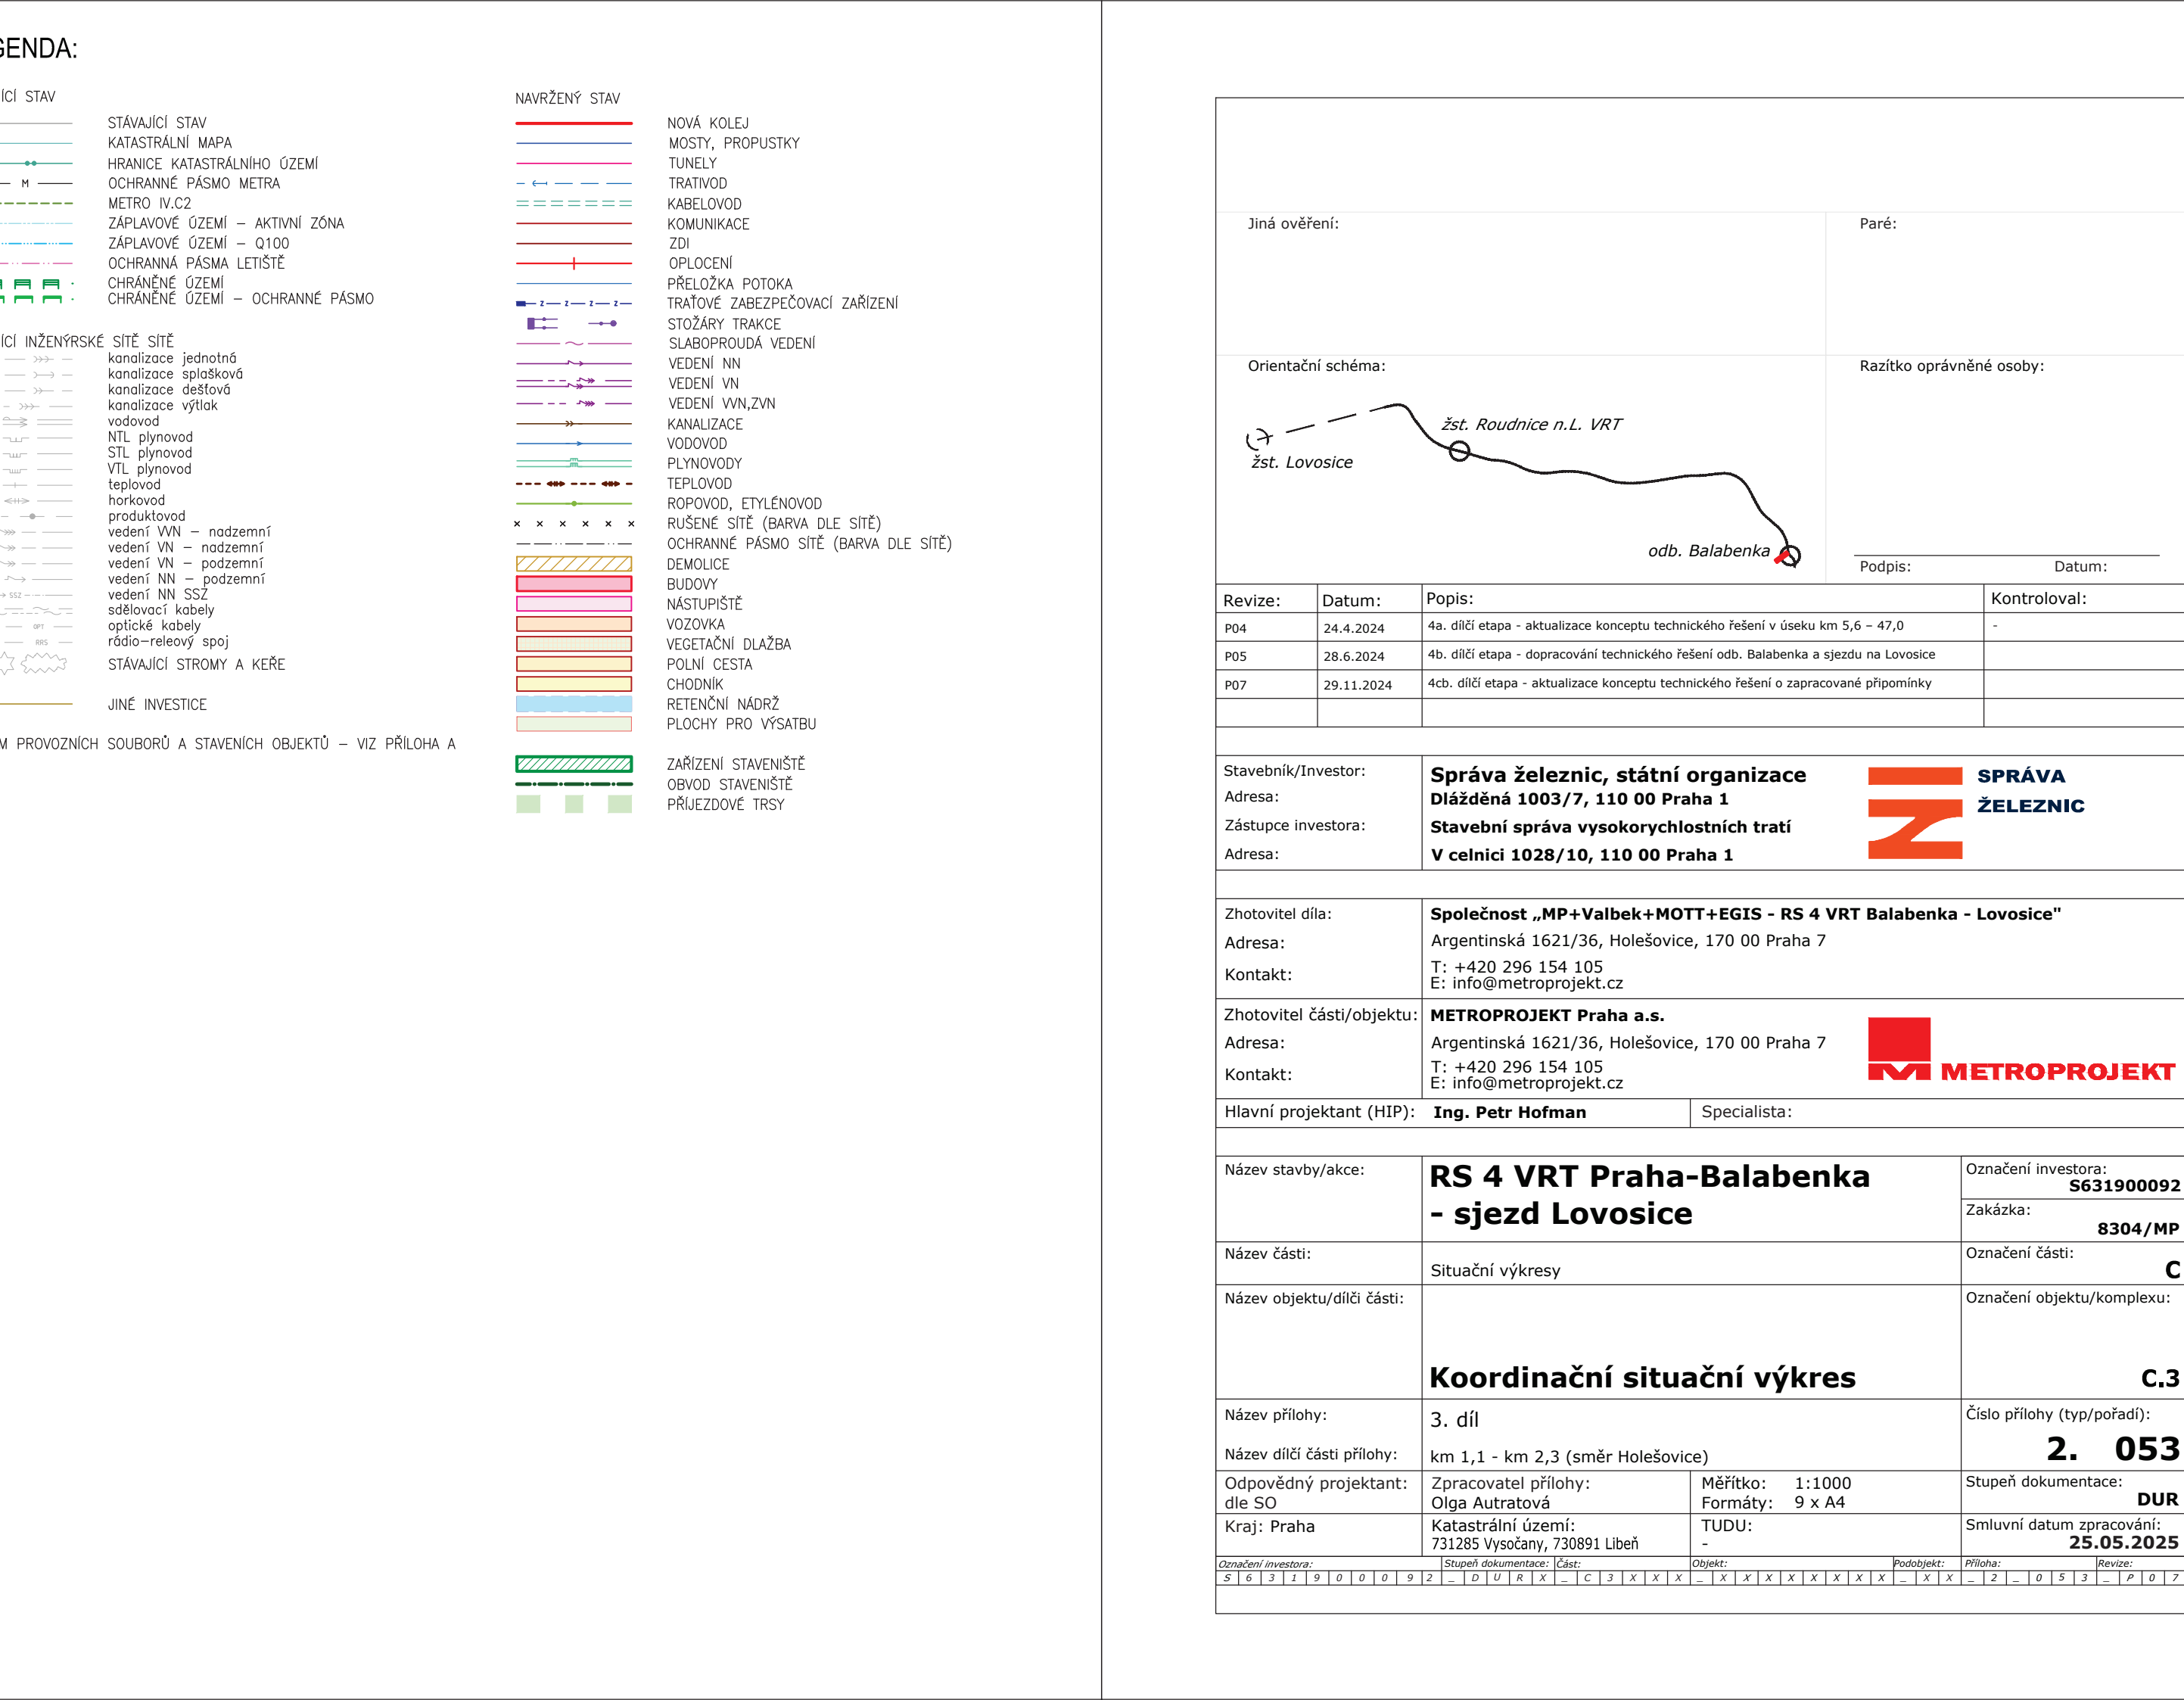 GENDA:
ÍCÍ STAV
STÁVAJÍCÍ STAV
KATASTRÁLNÍ MAPA
HRANICE KATASTRÁLNÍHO ÚZEMÍ
M
OCHRANNÉ PÁSMO METRA
METRO IV.C2
ZÁPLAVOVÉ ÚZEMÍ – AKTIVNÍ ZÓNA
ZÁPLAVOVÉ ÚZEMÍ – Q100
OCHRANNÁ PÁSMA LETIŠTĚ
CHRÁNĚNÉ ÚZEMÍ
CHRÁNĚNÉ ÚZEMÍ – OCHRANNÉ PÁSMO
ÍCÍ INŽENÝRSKÉ SÍTĚ SÍTĚ
kanalizace jednotná
kanalizace splašková
kanalizace dešťová
kanalizace výtlak
vodovod
NTL plynovod
STL plynovod
VTL plynovod
teplovod
horkovod
produktovod
vedení VVN – nadzemní
vedení VN – nadzemní
vedení VN – podzemní
vedení NN – podzemní
SSZ
vedení NN SSZ
sdělovací kabely
OPT
optické kabely
RRS
rádio–releový spoj
STÁVAJÍCÍ STROMY A KEŘE
JINÉ INVESTICE
M PROVOZNÍCH SOUBORŮ A STAVENÍCH OBJEKTŮ – VIZ PŘÍLOHA A
NAVRŽENÝ STAV
NOVÁ KOLEJ
MOSTY, PROPUSTKY
TUNELY
TRATIVOD
KABELOVOD
KOMUNIKACE
ZDI
OPLOCENÍ
PŘELOŽKA POTOKA
z z z z
TRAŤOVÉ ZABEZPEČOVACÍ ZAŘÍZENÍ
STOŽÁRY TRAKCE
SLABOPROUDÁ VEDENÍ
VEDENÍ NN
VEDENÍ VN
VEDENÍ VVN,ZVN
KANALIZACE
VODOVOD
PLYNOVODY
TEPLOVOD
ROPOVOD, ETYLÉNOVOD
RUŠENÉ SÍTĚ (BARVA DLE SÍTĚ)
OCHRANNÉ PÁSMO SÍTĚ (BARVA DLE SÍTĚ)
DEMOLICE
BUDOVY
NÁSTUPIŠTĚ
VOZOVKA
VEGETAČNÍ DLAŽBA
POLNÍ CESTA
CHODNÍK
RETENČNÍ NÁDRŽ
PLOCHY PRO VÝSATBU
ZAŘÍZENÍ STAVENIŠTĚ
OBVOD STAVENIŠTĚ
PŘÍJEZDOVÉ TRSY
Jiná ověření:
Paré:
Orientační schéma:
Razítko oprávněné osoby:
žst. Roudnice n.L. VRT
žst. Lovosice
odb. Balabenka
Podpis: Datum:
Revize: Datum: Popis: Kontroloval:
P04 24.4.2024 4a. dílčí etapa - aktualizace konceptu technického řešení v úseku km 5,6 – 47,0 -
P05 28.6.2024 4b. dílčí etapa - dopracování technického řešení odb. Balabenka a sjezdu na Lovosice
P07 29.11.2024 4cb. dílčí etapa - aktualizace konceptu technického řešení o zapracované připomínky
Stavebník/Investor: Správa železnic, státní organizace
Adresa: Dlážděná 1003/7, 110 00 Praha 1
Zástupce investora: Stavební správa vysokorychlostních tratí
Adresa: V celnici 1028/10, 110 00 Praha 1
SPRÁVA
ŽELEZNIC
Zhotovitel díla: Společnost „MP+Valbek+MOTT+EGIS - RS 4 VRT Balabenka - Lovosice"
Adresa: Argentinská 1621/36, Holešovice, 170 00 Praha 7
Kontakt: T: +420 296 154 105
E: info@metroprojekt.cz
Zhotovitel části/objektu: METROPROJEKT Praha a.s.
Adresa: Argentinská 1621/36, Holešovice, 170 00 Praha 7
Kontakt: T: +420 296 154 105
E: info@metroprojekt.cz
METROPROJEKT
Hlavní projektant (HIP): Ing. Petr Hofman Specialista:
Název stavby/akce: RS 4 VRT Praha-Balabenka
- sjezd Lovosice
Označení investora:
S631900092
Zakázka:
8304/MP
Název části:
Situační výkresy
Označení části:
C
Název objektu/dílči části:
Koordinační situační výkres
Označení objektu/komplexu:
C.3
Název přílohy: 3. díl
Název dílčí části přílohy: km 1,1 - km 2,3 (směr Holešovice)
Číslo přílohy (typ/pořadí):
2. 053
Odpovědný projektant:
dle SO
Zpracovatel přílohy:
Olga Autratová
Měřítko: 1:1000
Formáty: 9 x A4
Stupeň dokumentace:
DUR
Kraj: Praha
Katastrální území:
731285 Vysočany, 730891 Libeň
TUDU:
-
Smluvní datum zpracování:
25.05.2025
Označení investora: Stupeň dokumentace: Část: Objekt: Podobjekt: Příloha: Revize:
S 6 3 1 9 0 0 0 9 2 _ D U R X _ C 3 X X X _ X X X X X X X X _ X X _ 2 _ 0 5 3 _ P 0 7